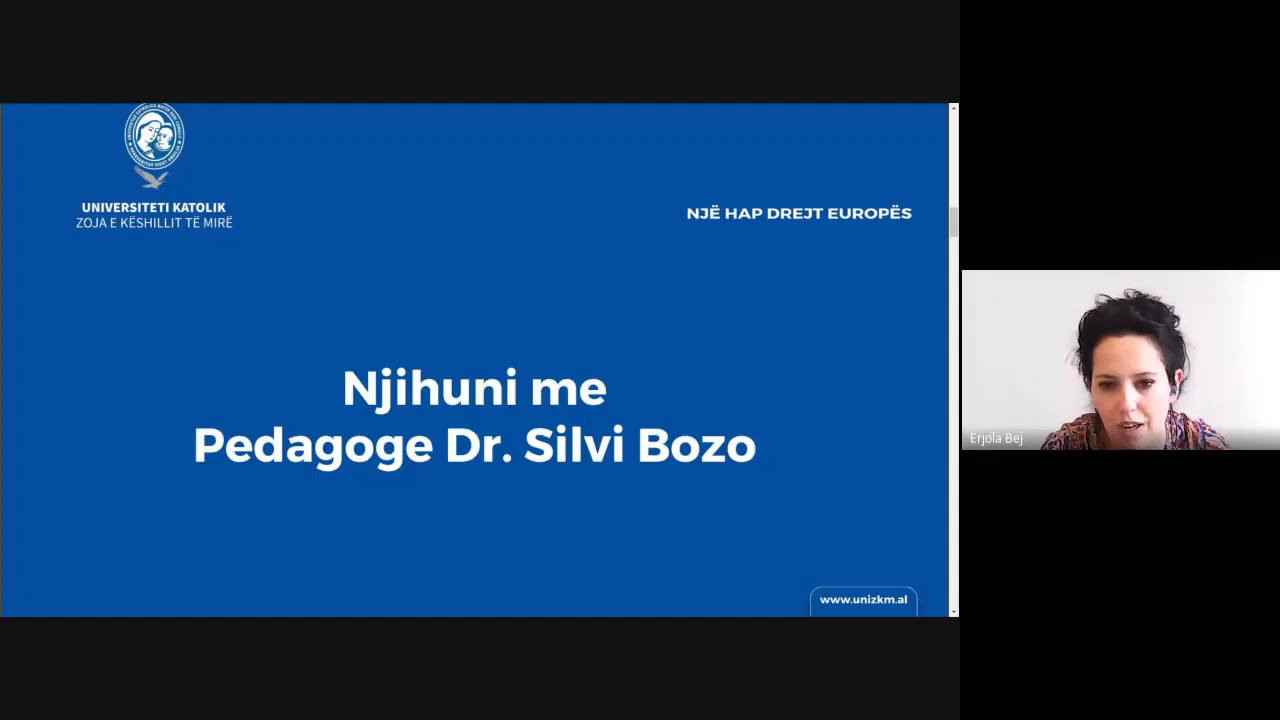 UNIVERSITETI KATOLIK
ZOJA E KËSHILLIT TË MIRË
NJË HAP DREJT EUROPËS
Njihuni me
Pedagoge Dr. Silvi Bozo
www.unizkm.al
Erjola Bej